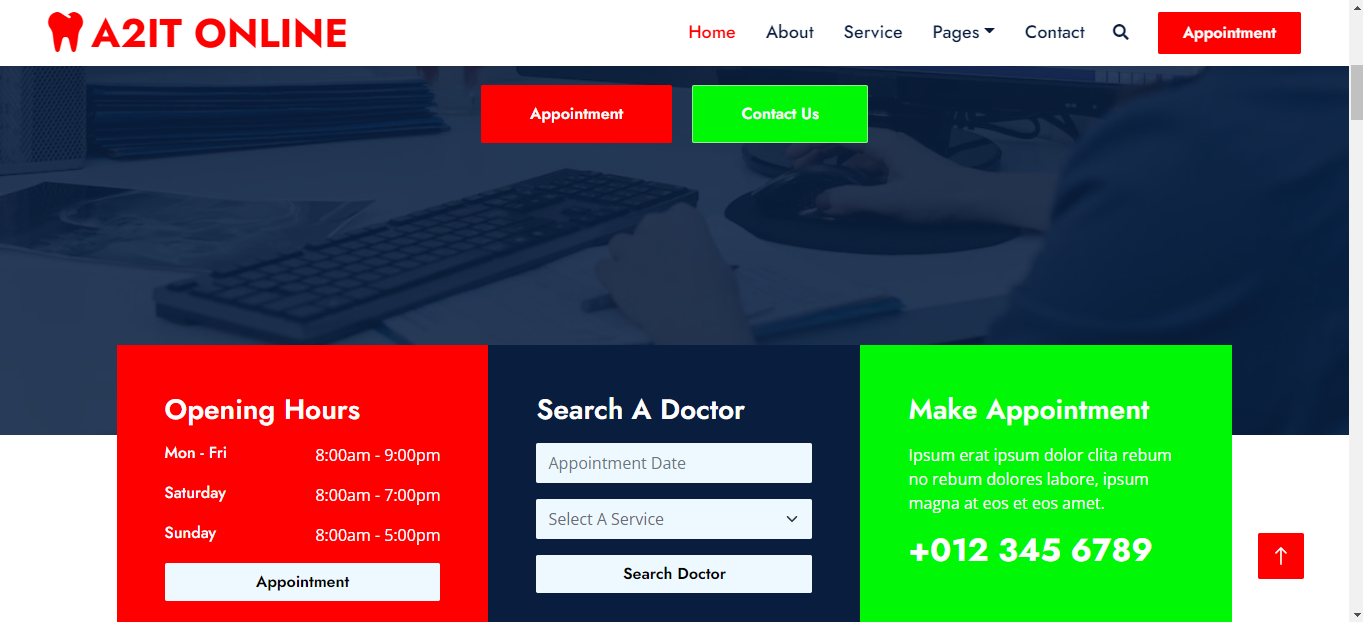 A2IT ONLINE
Home About Service Pages Contact Appointment
Appointment Contact Us
Opening Hours
Mon - Fri 8:00am - 9:00pm
Saturday 8:00am - 7:00pm
Sunday 8:00am - 5:00pm
Appointment
Search A Doctor
Appointment Date
Select A Service
Search Doctor
Make Appointment
Ipsum erat ipsum dolor clita rebum
no rebum dolores labore, ipsum
magna at eos et eos amet.
+012 345 6789